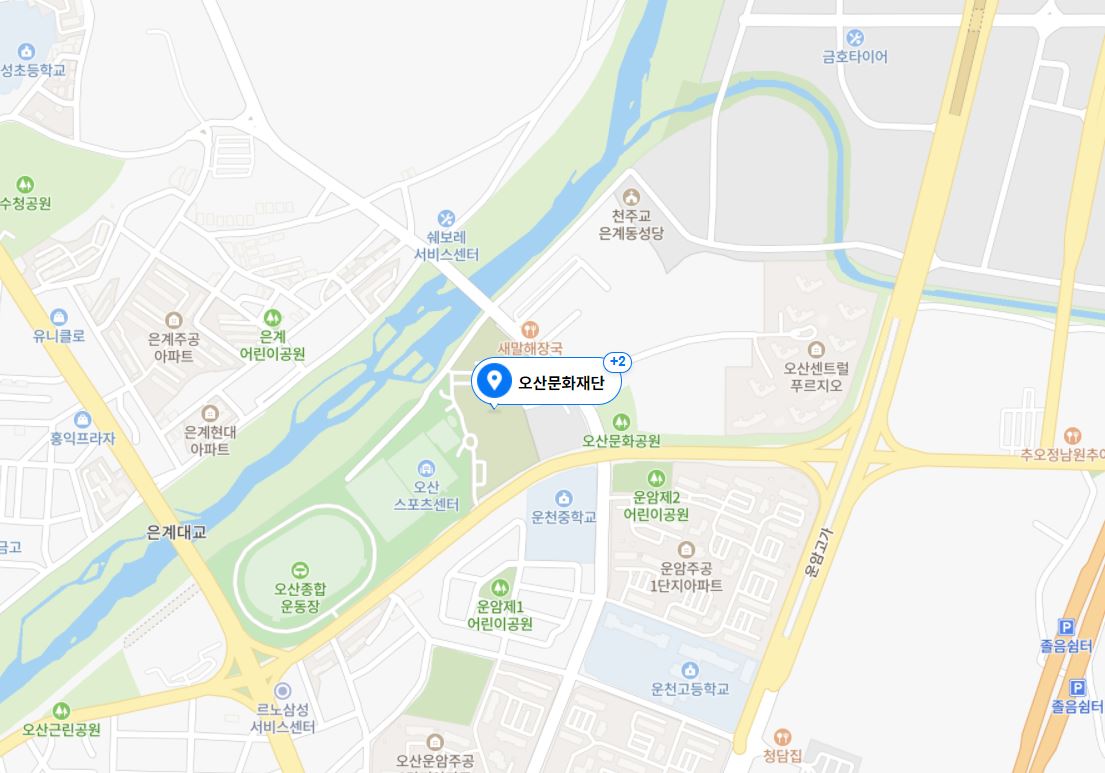 성초등학교
금호타이어
수청공원
천주교
은계동성당
쉐보레
서비스센터
유니클로
은계주공
아파트
은계
어린이공원
새말해장국
+2
오산문화재단
오산센트럴
푸르지오
홍익프라자
은계현대
아파트
오산문화공원
추오정남원추어
오산
스포츠센터
운천중학교
운암제2
어린이공원
은계대교
금고
운암고가
운암주공
1단지아파트
오산종합
운동장
운암제1
어린이공원
P
졸음쉼터
운천고등학교
P
졸음쉼터
르노삼성
서비스센터
오산근린공원
청담집
오산운암주공